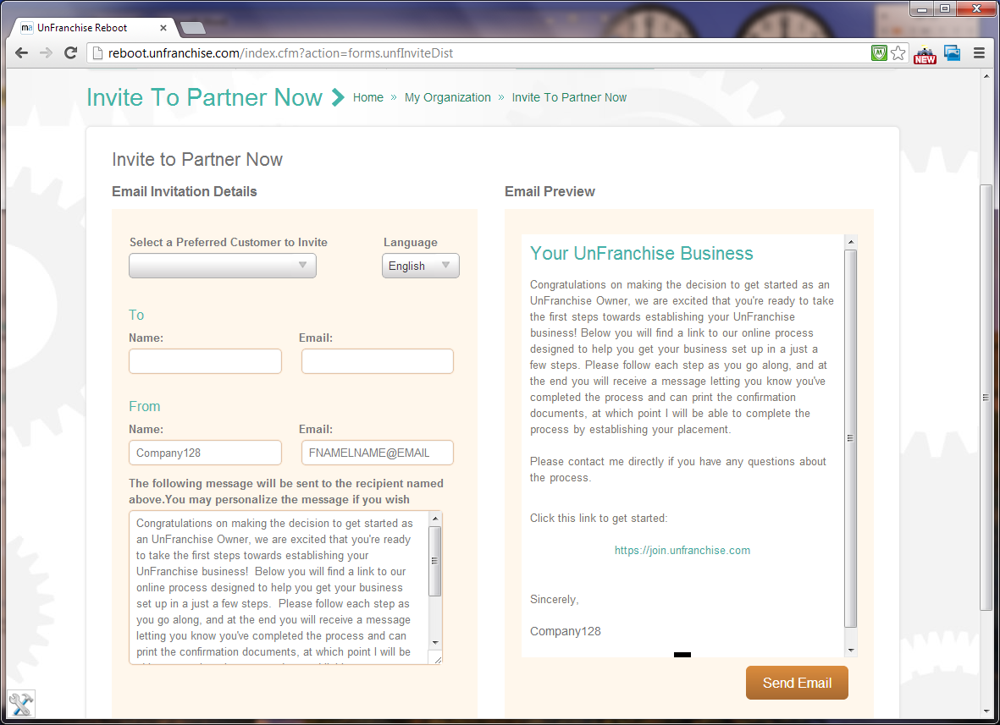 ma UnFranchise Reboot
reboot.unfranchise.com/index.cfm?action=forms.unfInviteDist
NEW
Invite To Partner Now
Home » My Organization » Invite To Partner Now
Invite to Partner Now
Email Invitation Details
Select a Preferred Customer to Invite
Language
English
To
Name:
Email:
From
Name:
Email:
Company128
FNAMELNAME@EMAIL
The following message will be sent to the recipient named
above.You may personalize the message if you wish
Congratulations on making the decision to get started as
an UnFranchise Owner, we are excited that you're ready
to take the first steps towards establishing your
UnFranchise business!  Below you will find a link to our
online process designed to help you get your business
set up in a just a few steps.  Please follow each step as
you go along, and at the end you will receive a message
letting you know you've completed the process and can
print the confirmation documents, at which point I will be
Email Preview
Your UnFranchise Business
Congratulations on making the decision to get started as an
UnFranchise Owner, we are excited that you're ready to take
the first steps towards establishing your UnFranchise
business! Below you will find a link to our online process
designed to help you get your business set up in a just a
few steps. Please follow each step as you go along, and at
the end you will receive a message letting you know you've
completed the process and can print the confirmation
documents, at which point I will be able to complete the
process by establishing your placement.
Please contact me directly if you have any questions about
the process.
Click this link to get started:
https://join.unfranchise.com
Sincerely,
Company128
Send Email